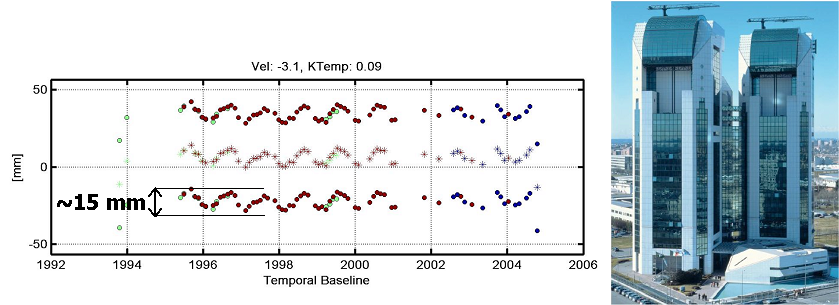 Vel: -3.1, KTemp: 0.09
50
0
-50
[mm]
~15 mm
1992 1994 1996 1998 2000 2002 2004 2006
Temporal Baseline